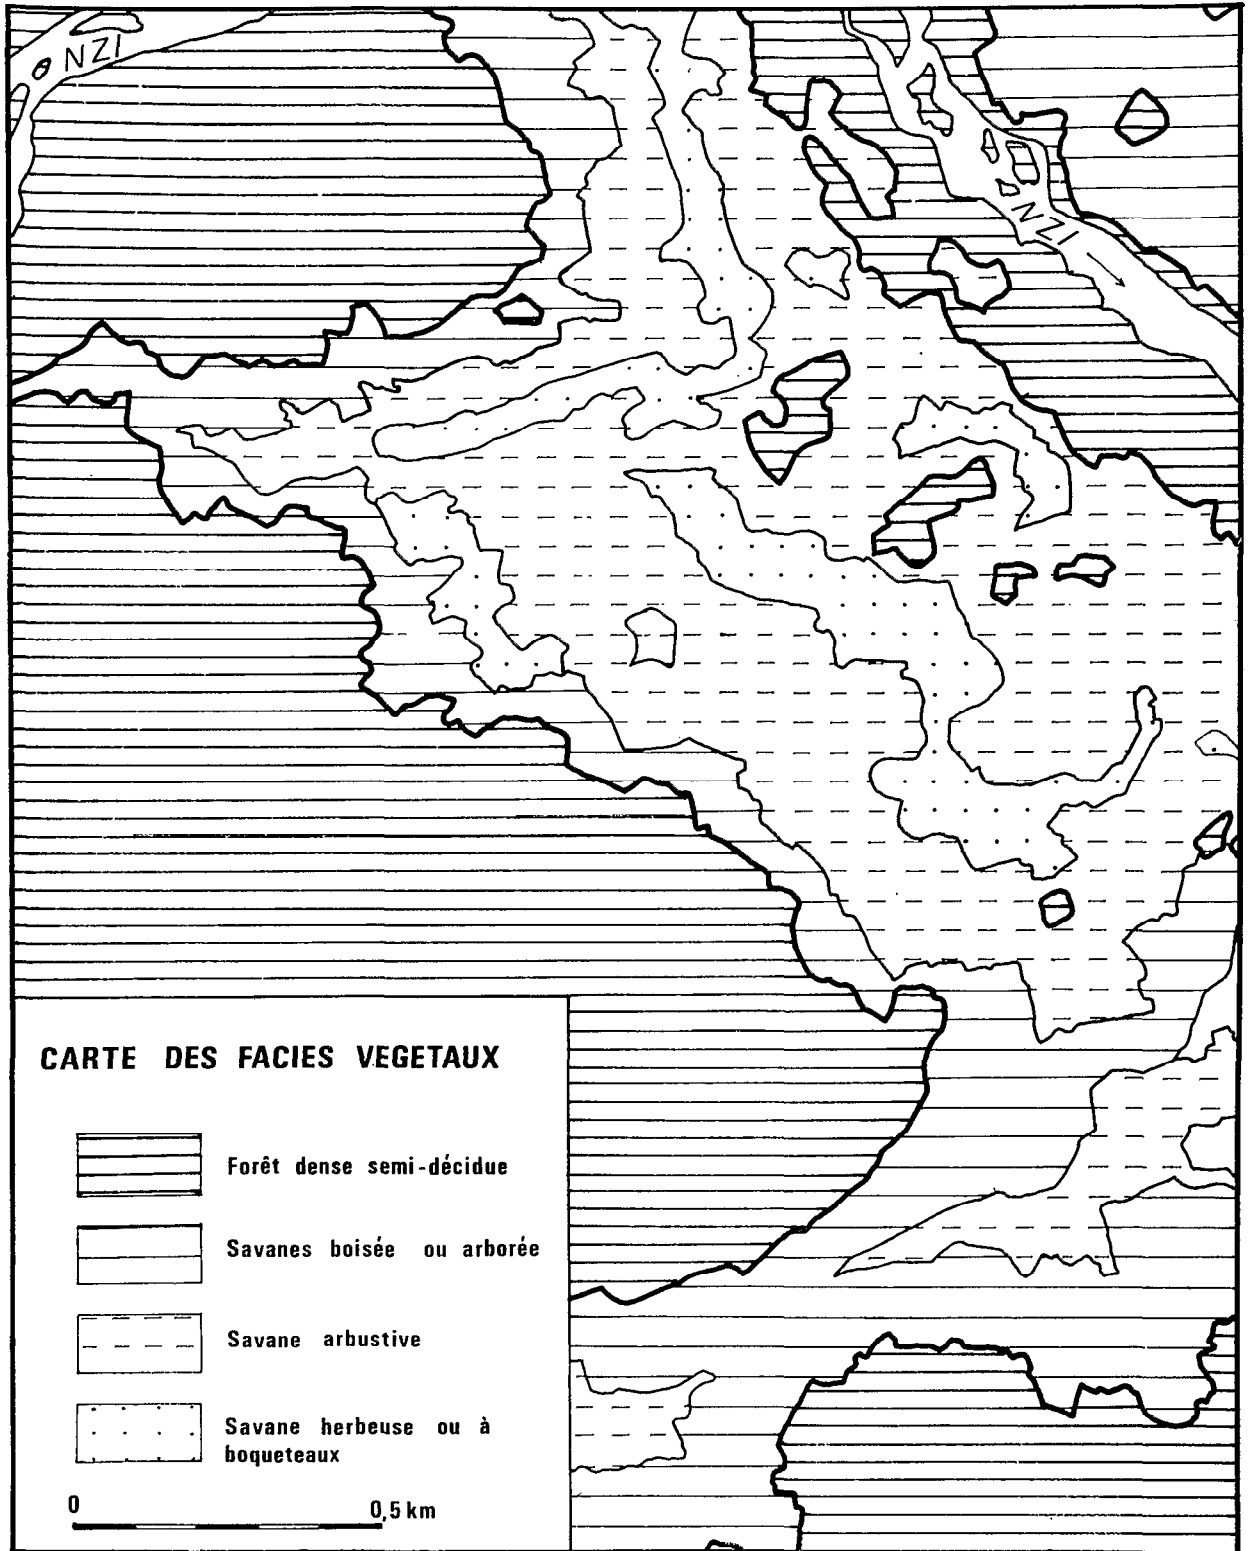 NZI
NZI
CARTE DES FACIES VEGETAUX
Forêt dense semi-décidue
Savanes boisée ou arborée
Savane arbustive
Savane herbeuse ou à
boqueteaux
0 0,5 km